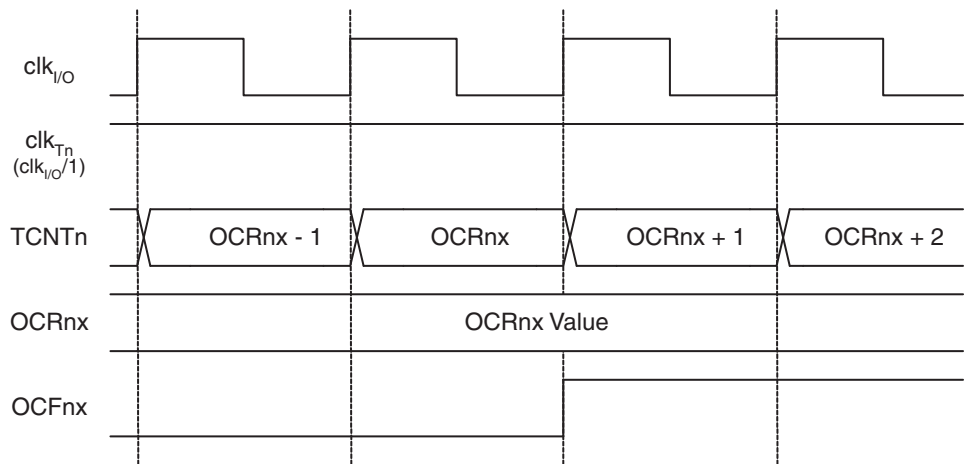 clkI/O
clkTn
(clkI/O/1)
TCNTn
OCRnx - 1
OCRnx
OCRnx + 1
OCRnx + 2
OCRnx
OCRnx Value
OCFnx